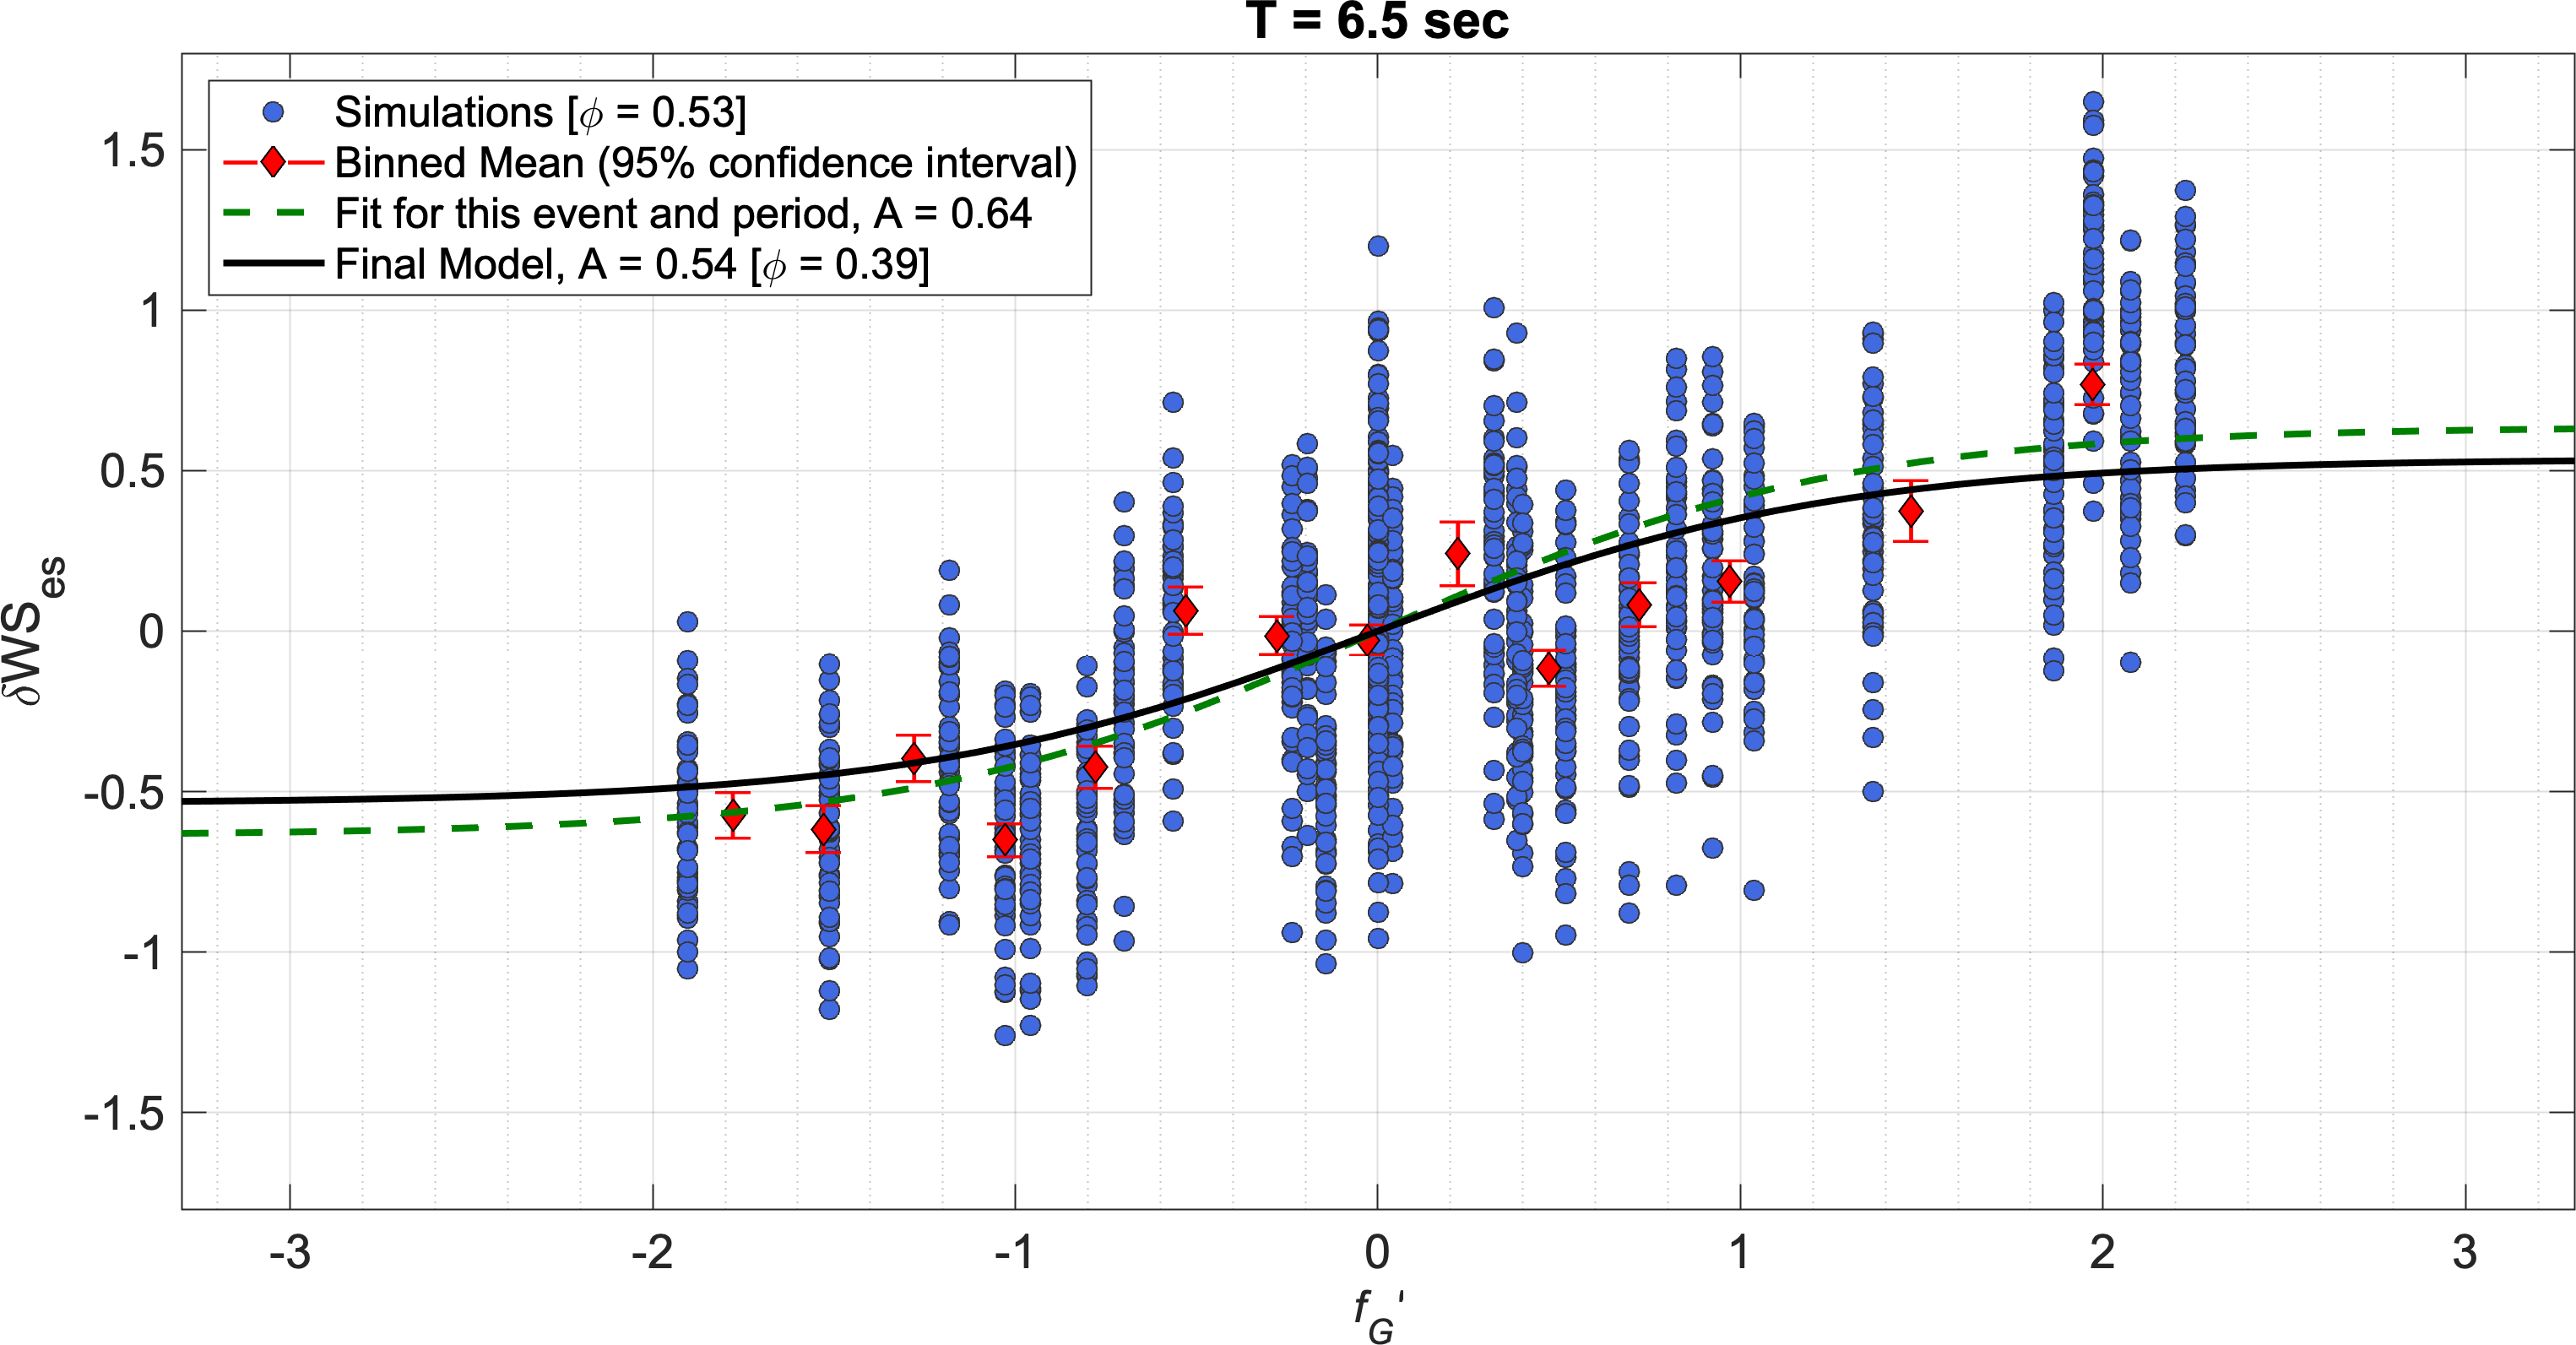 T = 6.5 sec
Simulations [ϕ = 0.53]
Binned Mean (95% confidence interval)
Fit for this event and period, A = 0.64
Final Model, A = 0.54 [ϕ = 0.39]
1.5
1
0.5
0
-0.5
-1
-1.5
δWS_es
-3 -2 -1 0 1 2 3
f_G'